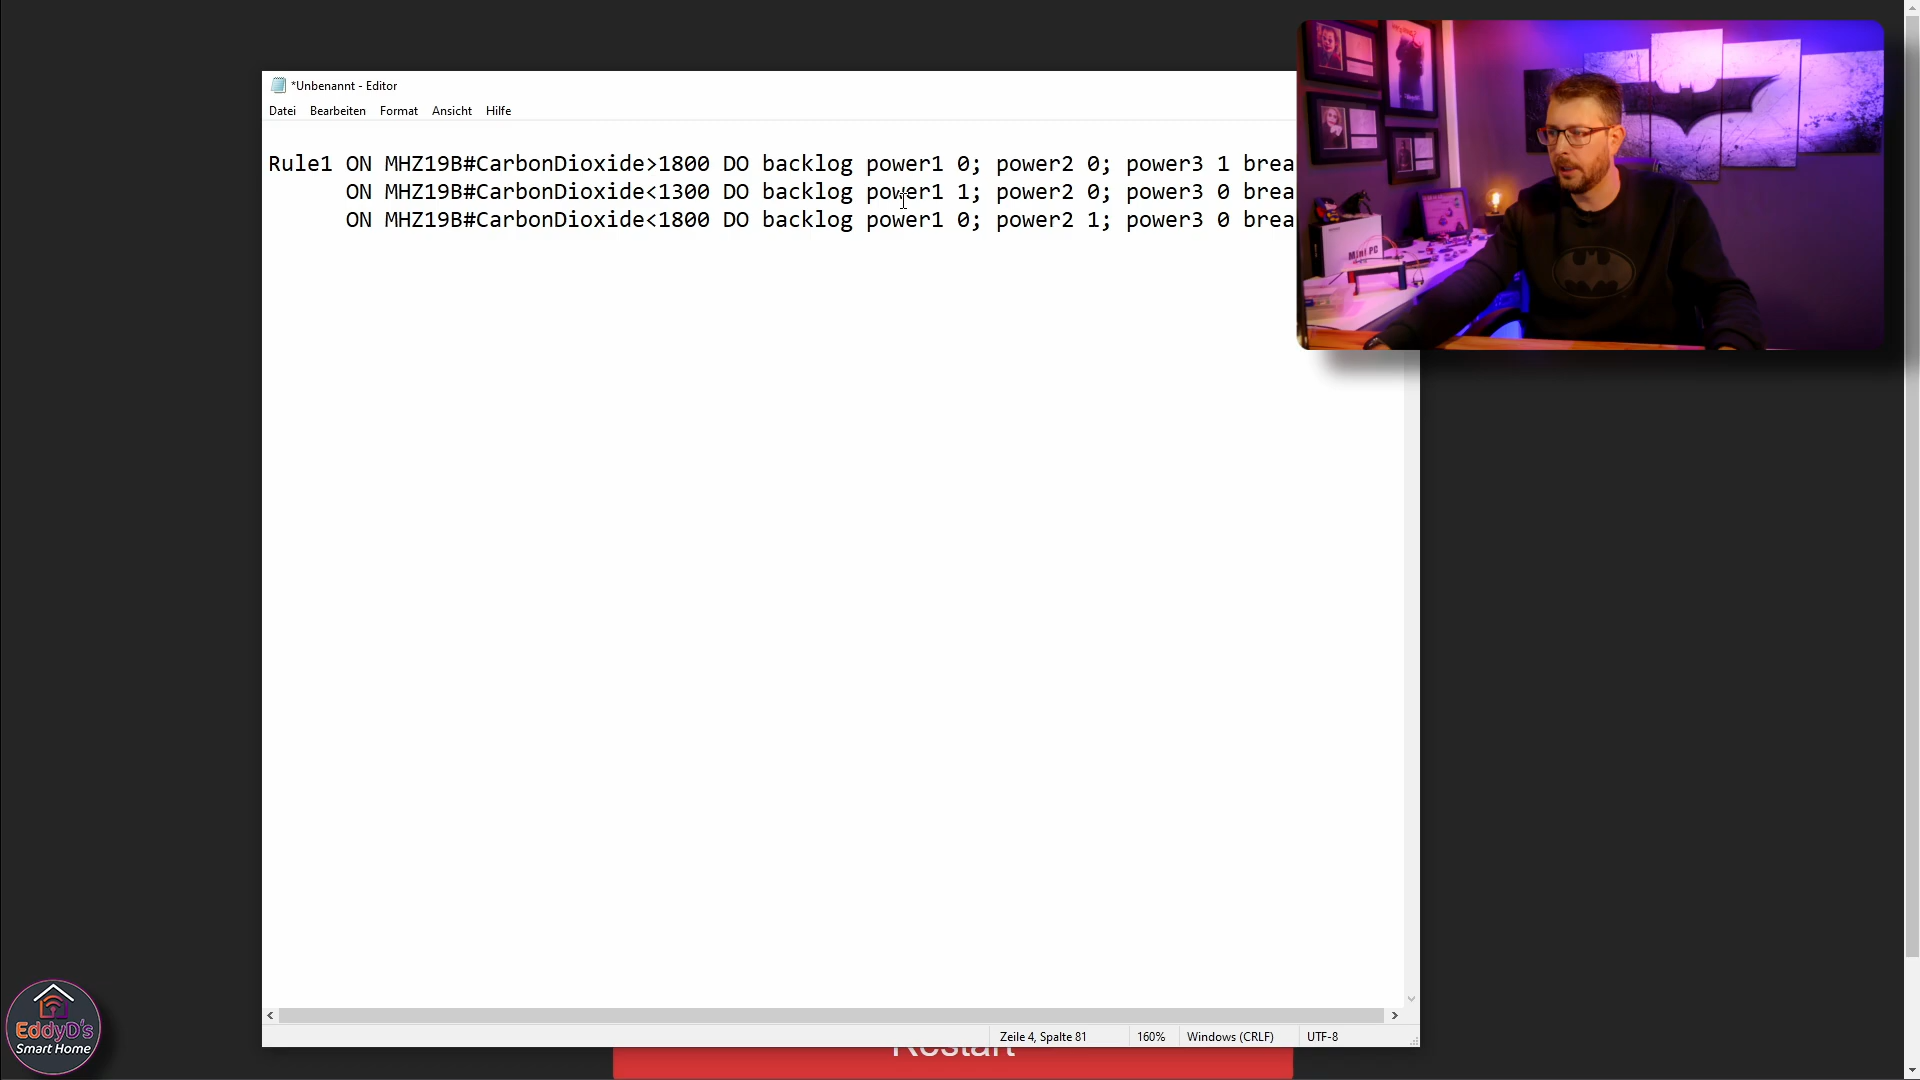 *Unbenannt - Editor
Datei Bearbeiten Format Ansicht Hilfe
Rule1 ON MHZ19B#CarbonDioxide>1800 DO backlog power1 0; power2 0; power3 1 brea
ON MHZ19B#CarbonDioxide<1300 DO backlog power1 1; power2 0; power3 0 brea
ON MHZ19B#CarbonDioxide<1800 DO backlog power1 0; power2 1; power3 0 brea
MINI PC
Zeile 4, Spalte 81 160% Windows (CRLF) UTF-8
Restart
EddyD's
Smart Home